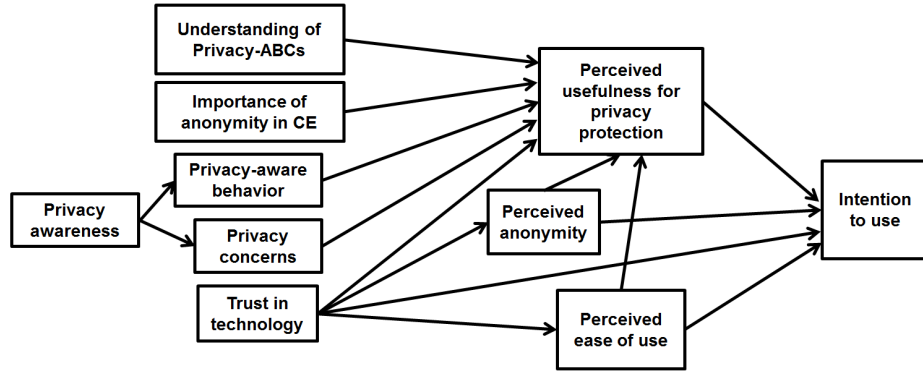 Understanding of
Privacy-ABCs
Importance of
anonymity in CE
Privacy-aware
behavior
Privacy
awareness
Privacy
concerns
Trust in
technology
Perceived
usefulness for
privacy
protection
Perceived
anonymity
Perceived
ease of use
Intention
to use